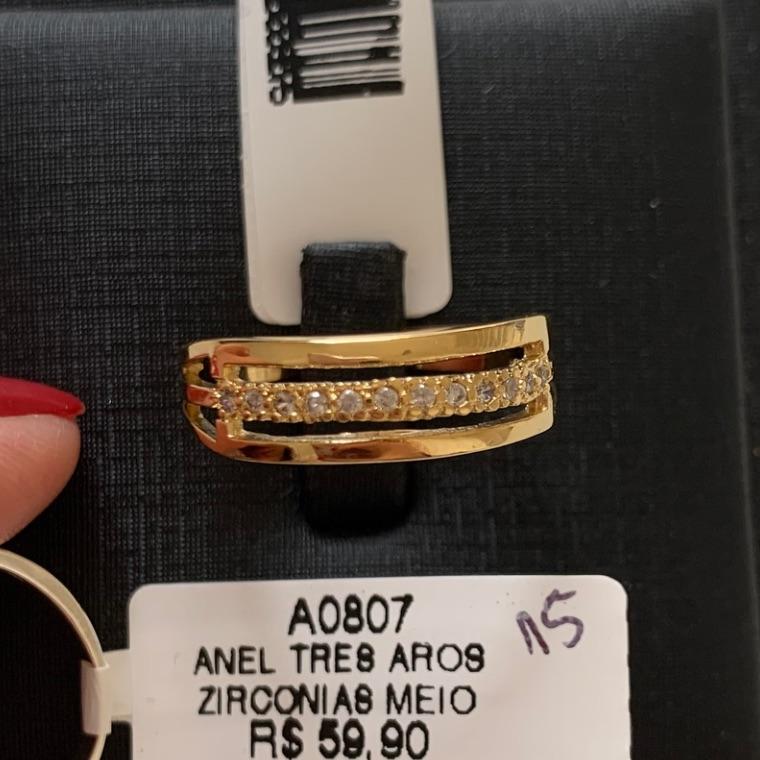 A0807
15
ANEL TRES AROS
ZIRCONIAS MEIO
R$ 59,90